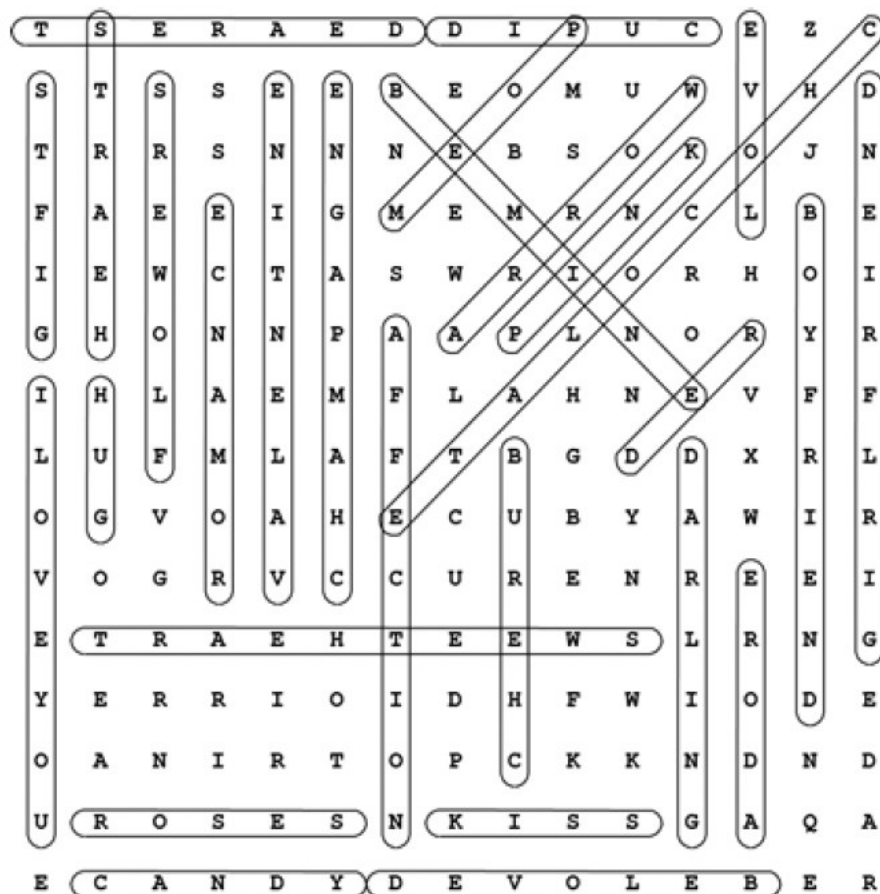 T S E R A E D D I P U C E Z C
S T S S E E B E O M U W V H D
T R R S N N N E B S O K O J N
F A E E I G M E M R N C L B E
I E W C T A S W R I O R H O I
G H O N N P A A P L N O R Y R
I H L A E M F L A H N E V F F
L U F M L A F T B G D D X R L
O G V O A H E C U B Y A W I R
V O G R V C C U R E N R E E I
E T R A E H T E E W S L R N G
Y E R R I O I D H F W I O D E
O A N I R T O P C K K N D N D
U R O S E S N K I S S G A Q A
E C A N D Y D E V O L E B E R